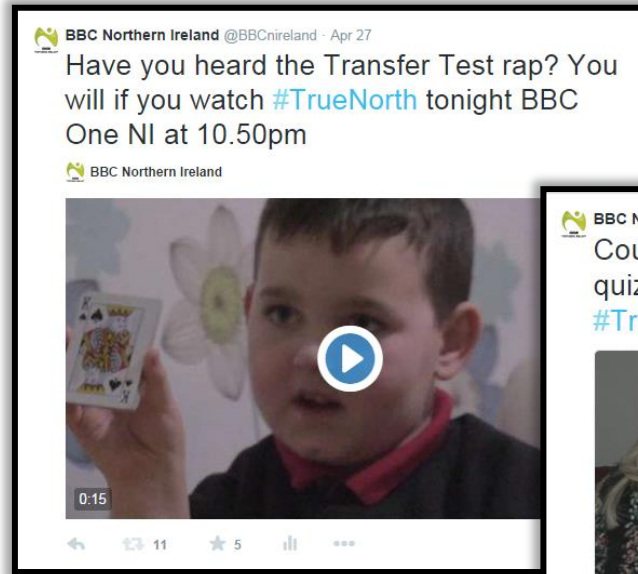 BBC Northern Ireland @BBCnireland · Apr 27
Have you heard the Transfer Test rap? You
will if you watch #TrueNorth tonight BBC
One NI at 10.50pm
BBC Northern Ireland
K
K
0:15
11
5
BBC N
Cou
quiz
#Tr